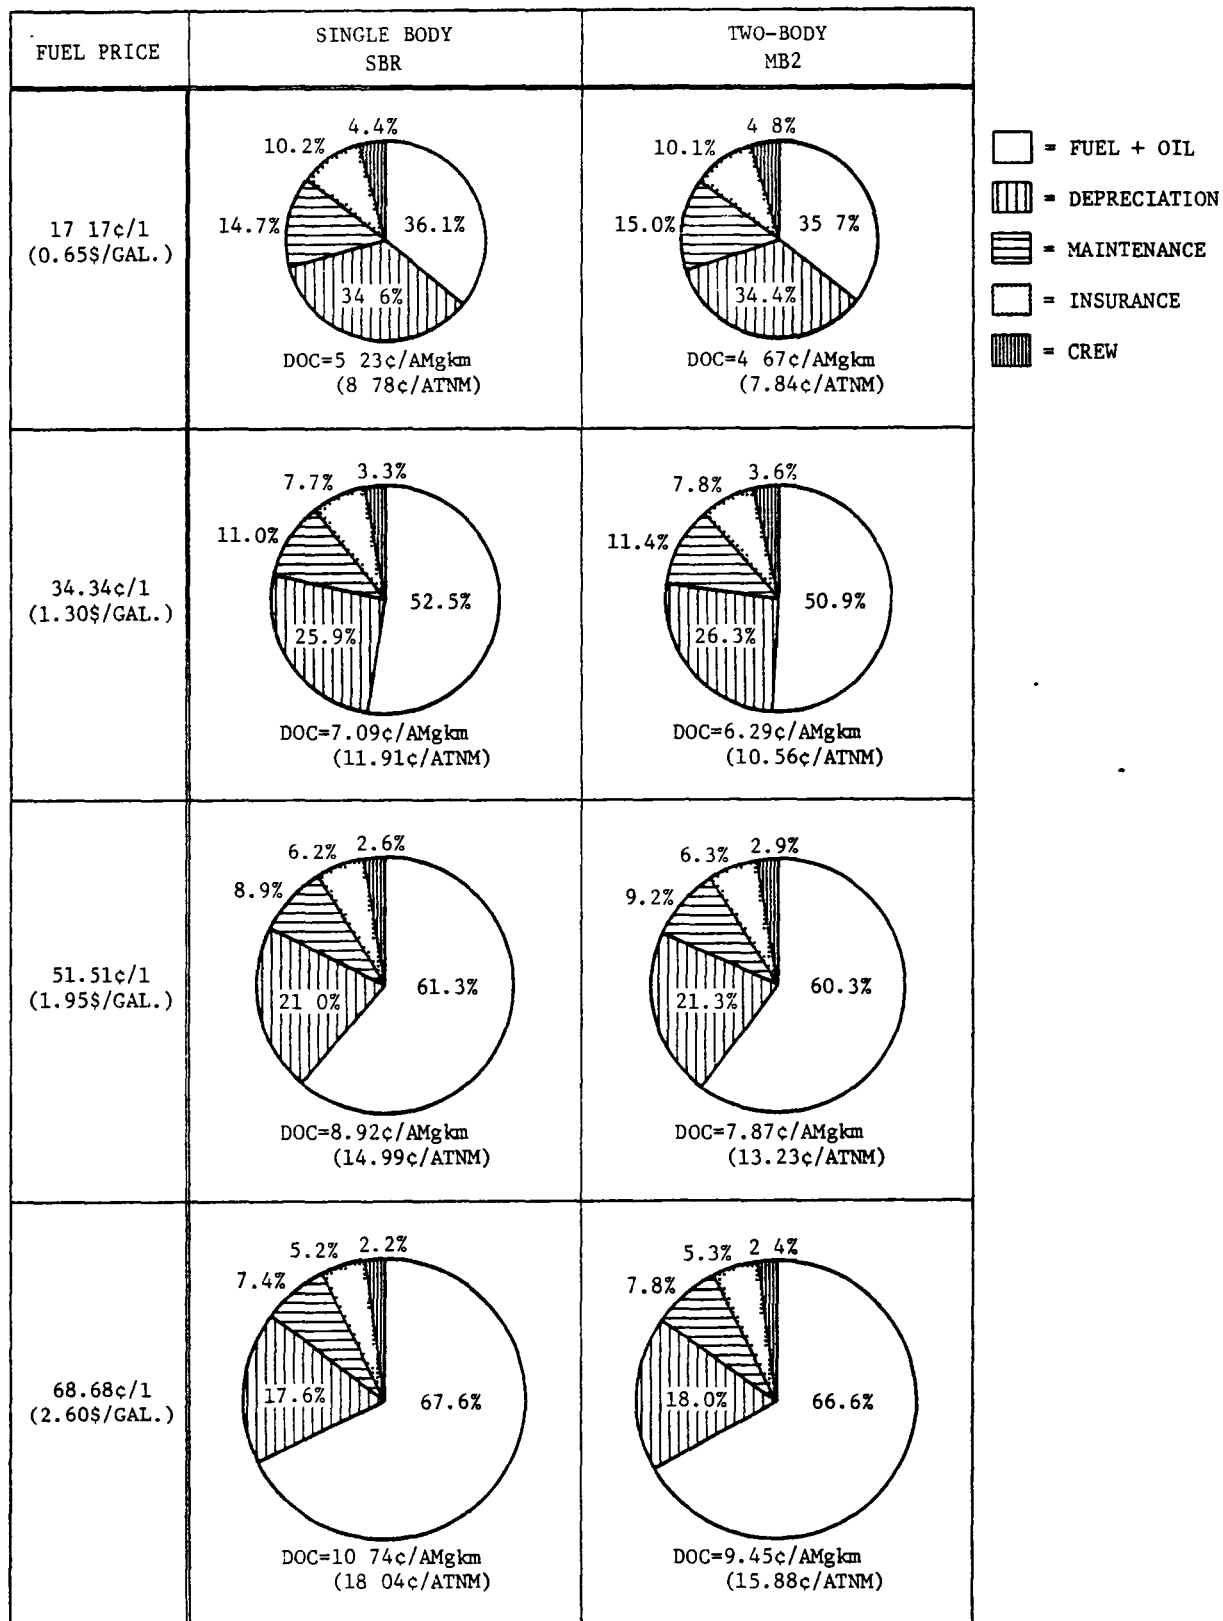 FUEL PRICE
SINGLE BODY
SBR
TWO-BODY
MB2
= FUEL + OIL
= DEPRECIATION
= MAINTENANCE
= INSURANCE
= CREW
17 17¢/1
(0.65$/GAL.)
4.4%
10.2%
14.7%
36.1%
34 6%
DOC=5 23¢/AMgkm
(8 78¢/ATNM)
4 8%
10.1%
15.0%
35 7%
34.4%
DOC=4 67¢/AMgkm
(7.84¢/ATNM)
34.34¢/1
(1.30$/GAL.)
3.3%
7.7%
11.0%
52.5%
25.9%
DOC=7.09¢/AMgkm
(11.91¢/ATNM)
3.6%
7.8%
11.4%
50.9%
26.3%
DOC=6.29¢/AMgkm
(10.56¢/ATNM)
51.51¢/1
(1.95$/GAL.)
2.6%
6.2%
8.9%
61.3%
21 0%
DOC=8.92¢/AMgkm
(14.99¢/ATNM)
2.9%
6.3%
9.2%
60.3%
21.3%
DOC=7.87¢/AMgkm
(13.23¢/ATNM)
68.68¢/1
(2.60$/GAL.)
2.2%
5.2%
7.4%
67.6%
17.6%
DOC=10 74¢/AMgkm
(18 04¢/ATNM)
2 4%
5.3%
7.8%
66.6%
18.0%
DOC=9.45¢/AMgkm
(15.88¢/ATNM)